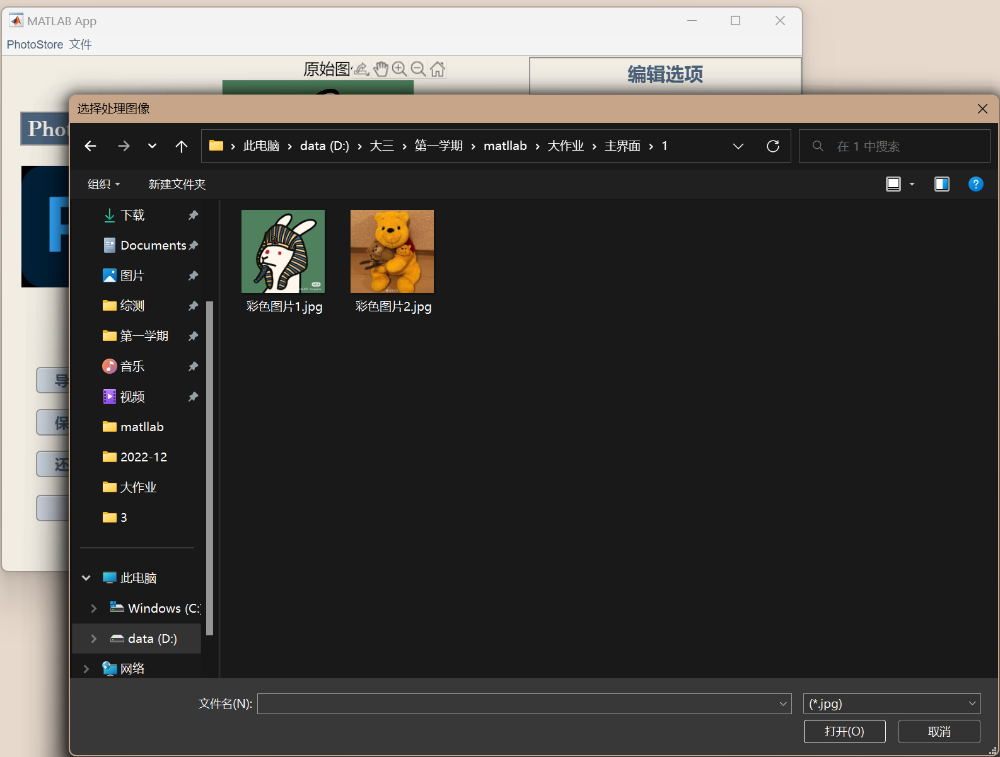 MATLAB App
PhotoStore 文件
原始图
编辑选项
选择处理图像
Phot
此电脑 › data (D:) › 大三 › 第一学期 › matllab › 大作业 › 主界面 › 1
在 1 中搜索
组织 新建文件夹
下载
Documents
图片
综测
第一学期
音乐
视频
matllab
2022-12
大作业
3
彩色图片1.jpg
彩色图片2.jpg
导
保
还
此电脑
Windows (C:)
data (D:)
网络
文件名(N):
(*.jpg)
打开(O)
取消